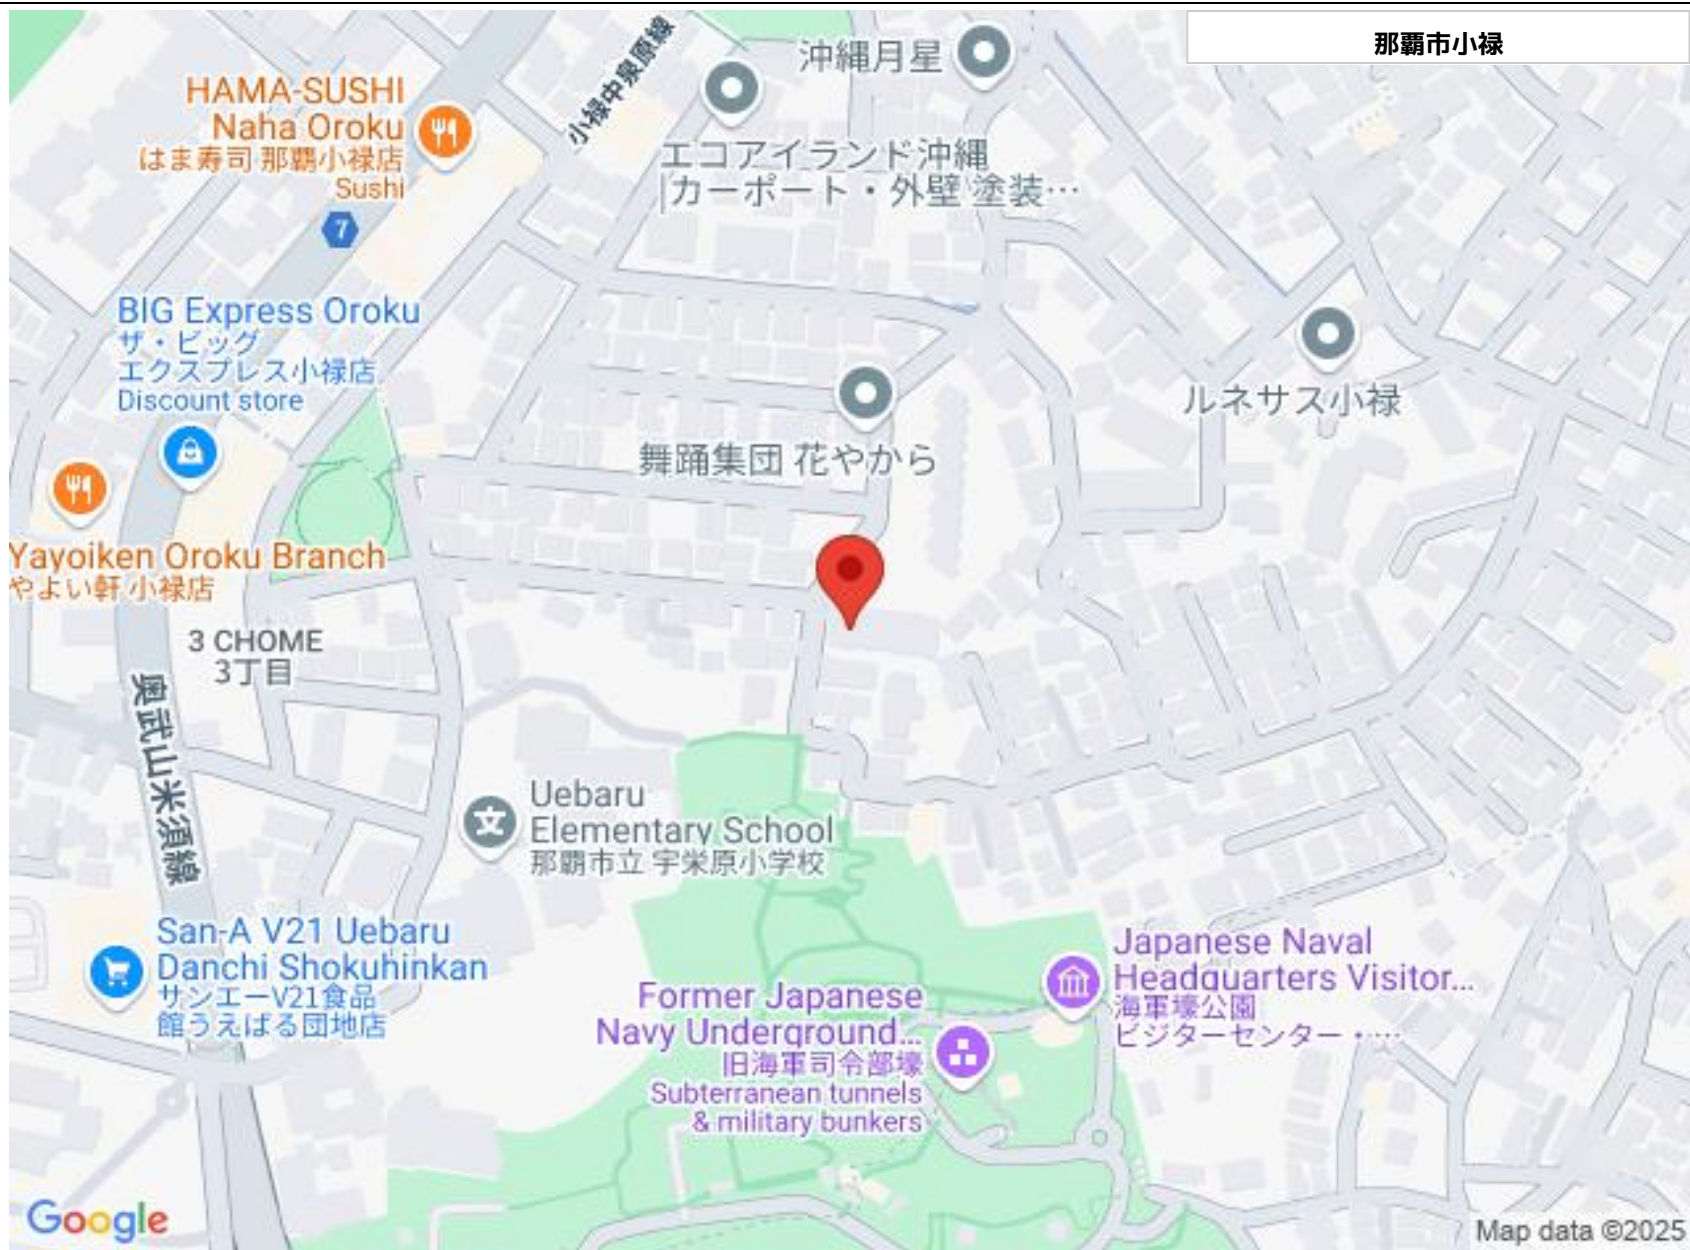 那覇市小禄
沖縄月星
小禄中泉原線
HAMA-SUSHI
Naha Oroku
はま寿司 那覇小禄店
Sushi
エコアイランド沖縄
|カーポート・外壁 塗装…
7
BIG Express Oroku
ザ・ビッグ
エクスプレス小禄店
Discount store
ルネサス小禄
舞踊集団 花やから
Yayoiken Oroku Branch
やよい軒 小禄店
3 CHOME
3丁目
奥武山米須線
Uebaru
Elementary School
那覇市立 宇栄原小学校
文
San-A V21 Uebaru
Danchi Shokuhinkan
サンエーV21食品
館うえばる団地店
Japanese Naval
Headquarters Visitor...
海軍壕公園
ビジターセンター・…
Former Japanese
Navy Underground...
旧海軍司令部壕
Subterranean tunnels
& military bunkers
Google
Map data ©2025